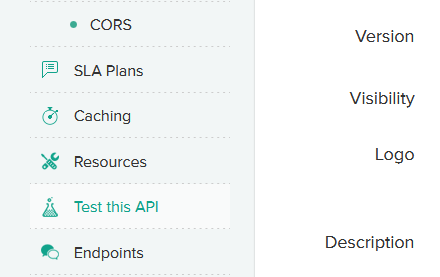 CORS
SLA Plans
Caching
Resources
Test this API
Endpoints
Version
Visibility
Logo
Description